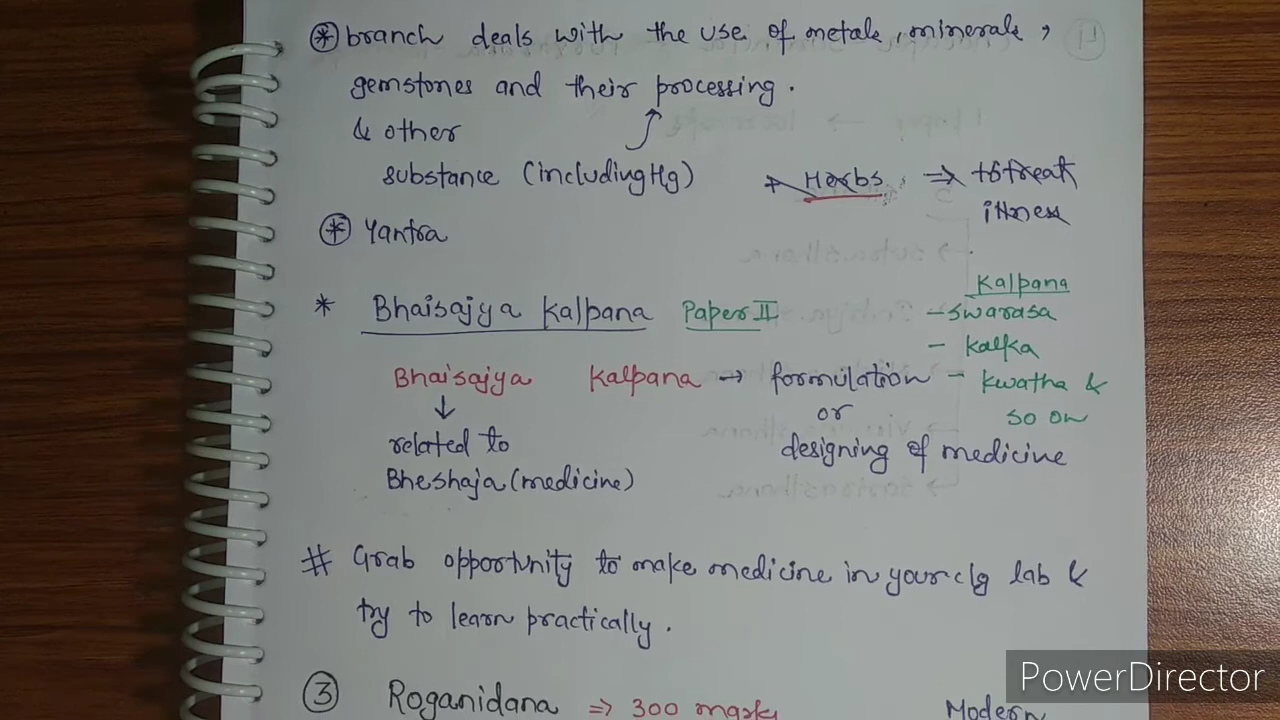 * branch deals with the use of metals, minerals,
gemstones and their processing.
& other
substance (including Hg) + Herbs ⇒ to treat
illness
* Yantra
* Bhaisajya Kalpana Paper II
Kalpana
- Swarasa
- Kalka
- Kwatha &
so on
Bhaisajya Kalpana → formulation
↓ or
related to designing of medicine
Bheshaja (medicine)
# Grab opportunity to make medicine in your clg lab &
try to learn practically.
③ Roganidana ⇒ 300 marks Modern
PowerDirector